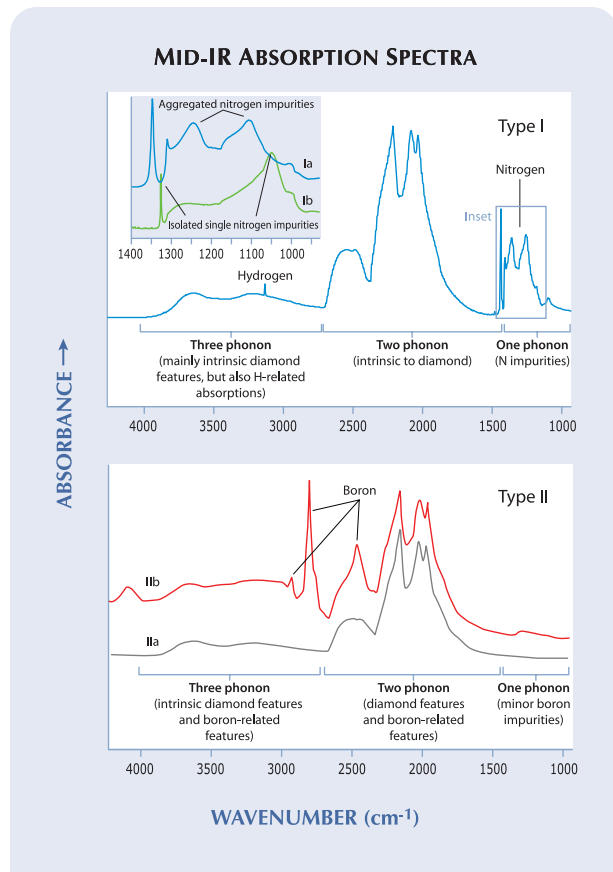 MID-IR ABSORPTION SPECTRA
Aggregated nitrogen impurities
Ia
Ib
Isolated single nitrogen impurities
1400 1300 1200 1100 1000
Type I
Nitrogen
Inset
Hydrogen
Three phonon
(mainly intrinsic diamond
features, but also H-related
absorptions)
Two phonon
(intrinsic to diamond)
One phonon
(N impurities)
4000 3500 3000 2500 2000 1500 1000
ABSORBANCE →
Boron
Type II
IIb
IIa
Three phonon
(intrinsic diamond features
and boron-related
features)
Two phonon
(diamond features
and boron-related
features)
One phonon
(minor boron
impurities)
4000 3500 3000 2500 2000 1500 1000
WAVENUMBER (cm-1)